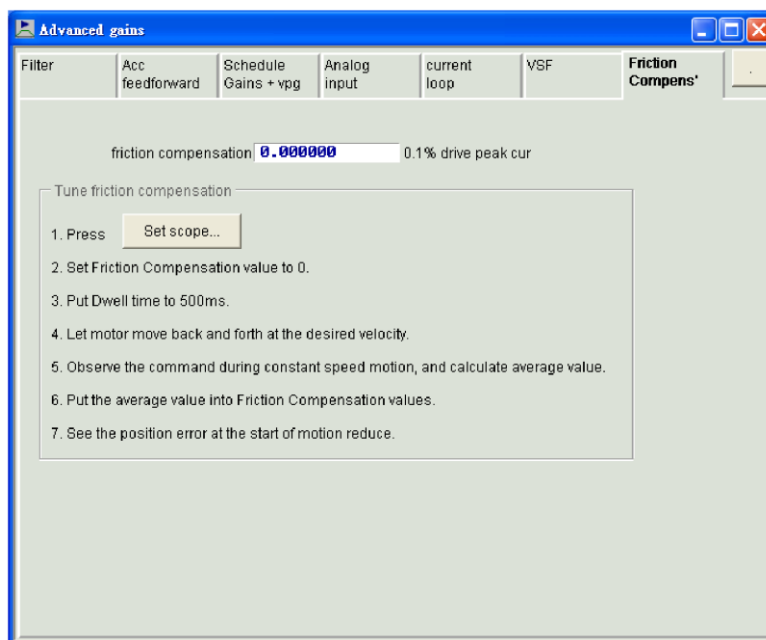 Advanced gains
Filter
Acc feedforward
Schedule Gains + vpg
Analog input
current loop
VSF
Friction Compens'
.
friction compensation 0.000000 0.1% drive peak cur
Tune friction compensation
1. Press Set scope...
2. Set Friction Compensation value to 0.
3. Put Dwell time to 500ms.
4. Let motor move back and forth at the desired velocity.
5. Observe the command during constant speed motion, and calculate average value.
6. Put the average value into Friction Compensation values.
7. See the position error at the start of motion reduce.